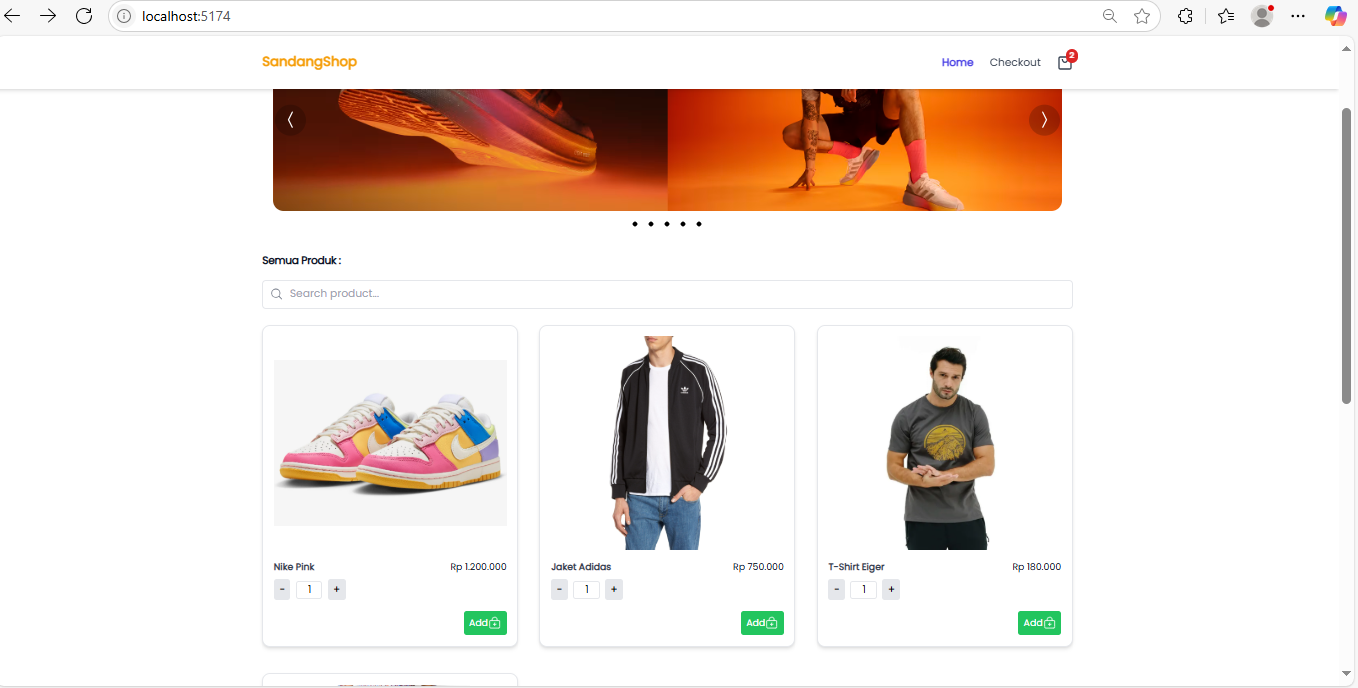 localhost:5174
SandangShop
Home Checkout 2
Semua Produk :
Search product...
Nike Pink Rp 1.200.000
- 1 +
Add
Jaket Adidas Rp 750.000
- 1 +
Add
T-Shirt Eiger Rp 180.000
- 1 +
Add